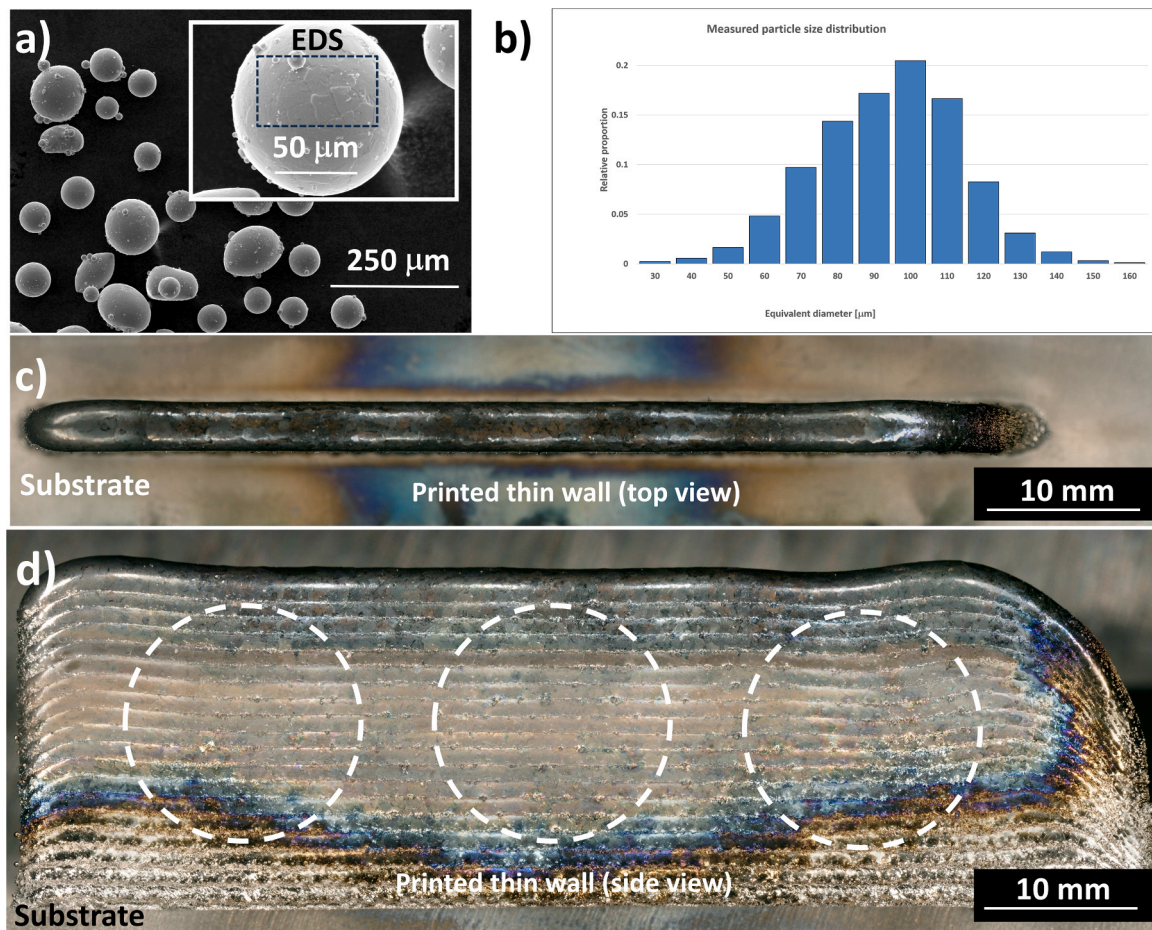 a)
EDS
50 μm
250 μm
b)
Measured particle size distribution
Relative proportion
0.2
0.15
0.1
0.05
0
30 40 50 60 70 80 90 100 110 120 130 140 150 160
Equivalent diameter [μm]
c)
Substrate
Printed thin wall (top view)
10 mm
d)
Printed thin wall (side view)
10 mm
Substrate